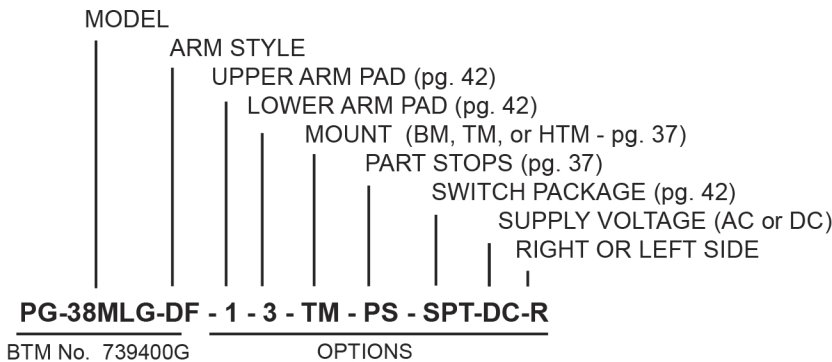 MODEL
ARM STYLE
UPPER ARM PAD (pg. 42)
LOWER ARM PAD (pg. 42)
MOUNT (BM, TM, or HTM - pg. 37)
PART STOPS (pg. 37)
SWITCH PACKAGE (pg. 42)
SUPPLY VOLTAGE (AC or DC)
RIGHT OR LEFT SIDE
PG-38MLG-DF - 1 - 3 - TM - PS - SPT-DC-R
BTM No. 739400G OPTIONS